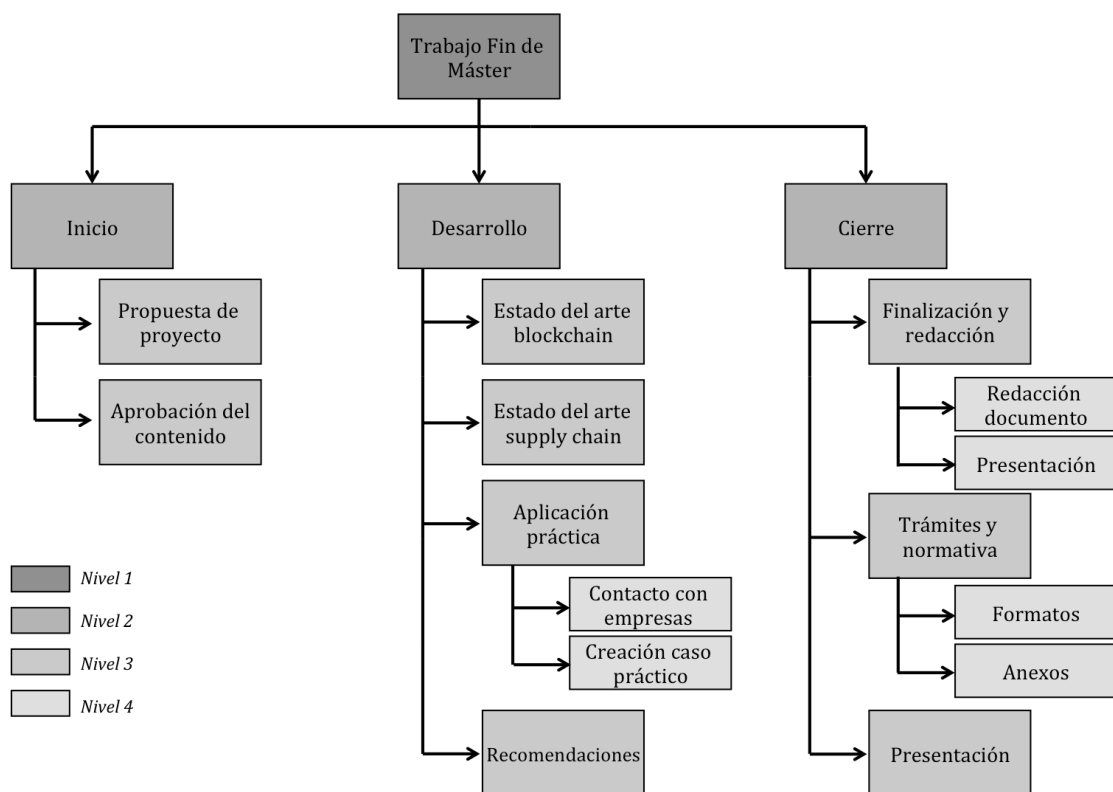 Trabajo Fin de
Máster
Inicio
Propuesta de
proyecto
Aprobación del
contenido
Desarrollo
Estado del arte
blockchain
Estado del arte
supply chain
Aplicación
práctica
Contacto con
empresas
Creación caso
práctico
Recomendaciones
Cierre
Finalización y
redacción
Redacción
documento
Presentación
Trámites y
normativa
Formatos
Anexos
Presentación
Nivel 1
Nivel 2
Nivel 3
Nivel 4